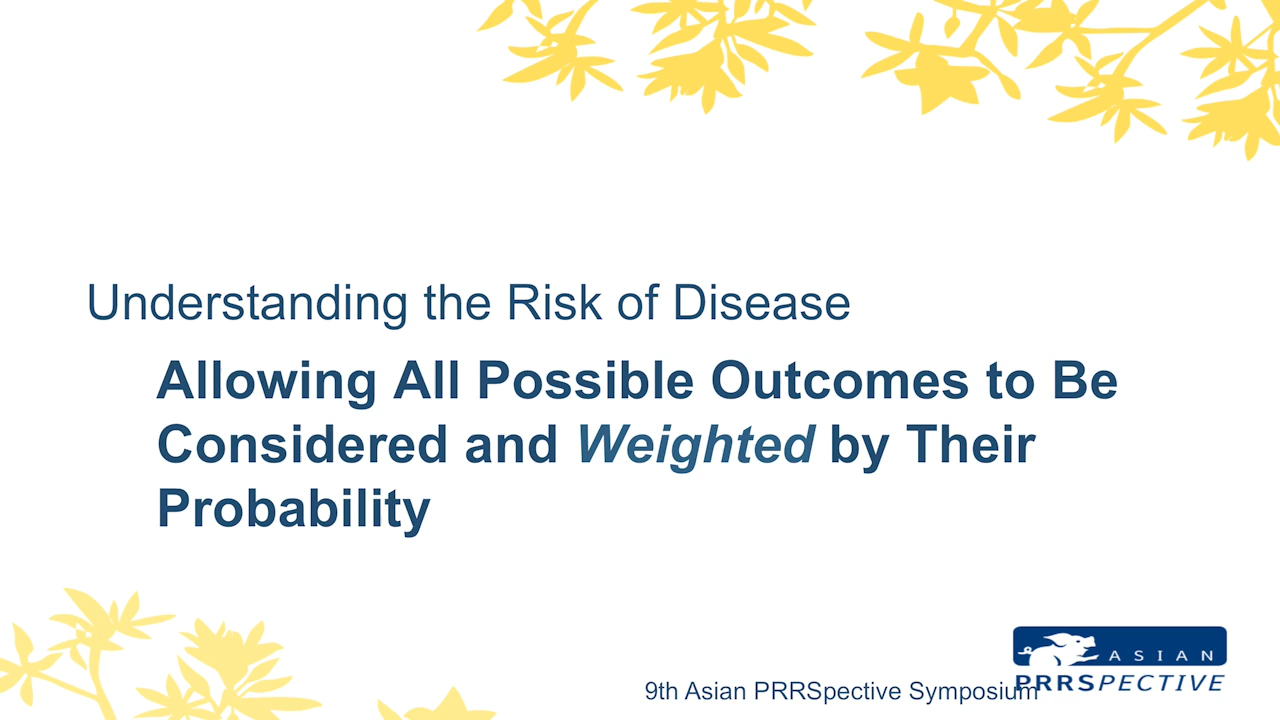 Understanding the Risk of Disease
Allowing All Possible Outcomes to Be
Considered and Weighted by Their
Probability
ASIAN
PRRSPECTIVE
9th Asian PRRSpective Symposium